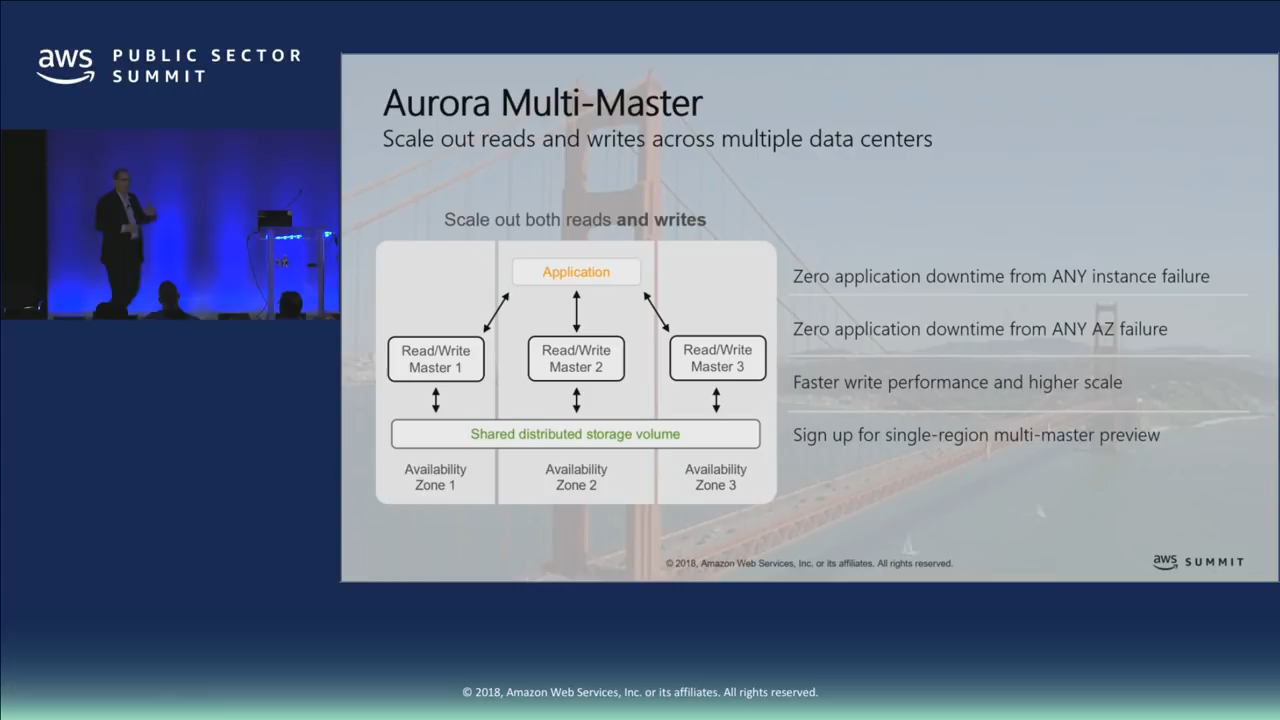 aws PUBLIC SECTOR
SUMMIT
Aurora Multi-Master
Scale out reads and writes across multiple data centers
Scale out both reads and writes
Application
Read/Write
Master 1
Read/Write
Master 2
Read/Write
Master 3
Shared distributed storage volume
Availability
Zone 1
Availability
Zone 2
Availability
Zone 3
Zero application downtime from ANY instance failure
Zero application downtime from ANY AZ failure
Faster write performance and higher scale
Sign up for single-region multi-master preview
© 2018, Amazon Web Services, Inc. or its affiliates. All rights reserved.
aws SUMMIT
© 2018, Amazon Web Services, Inc. or its affiliates. All rights reserved.